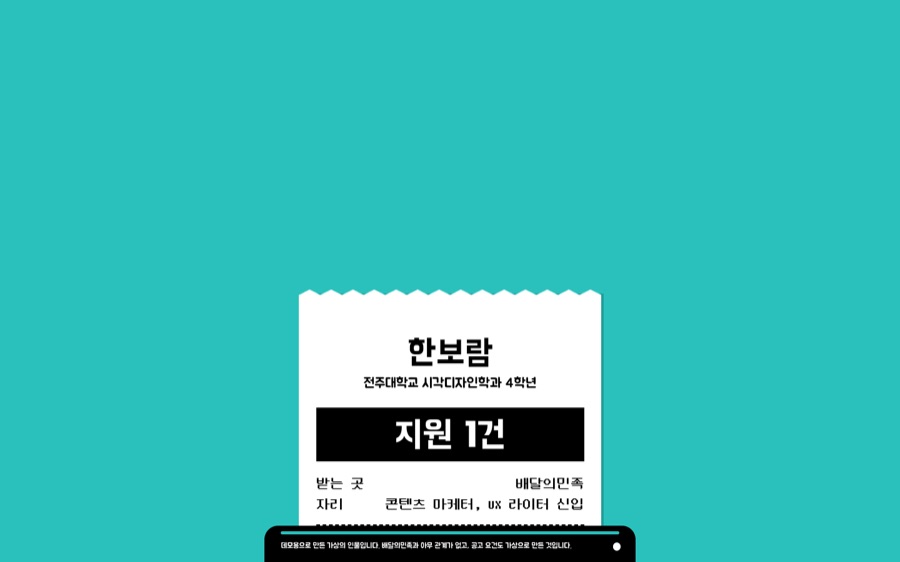 한보람
전주대학교 시각디자인학과 4학년
지원 1건
받는 곳 배달의민족
자리 콘텐츠 마케터, ux 라이터 신입
데모용으로 만든 가상의 인물입니다. 배달의민족과 아무 관계가 없고, 공고 요건도 가상으로 만든 것입니다.